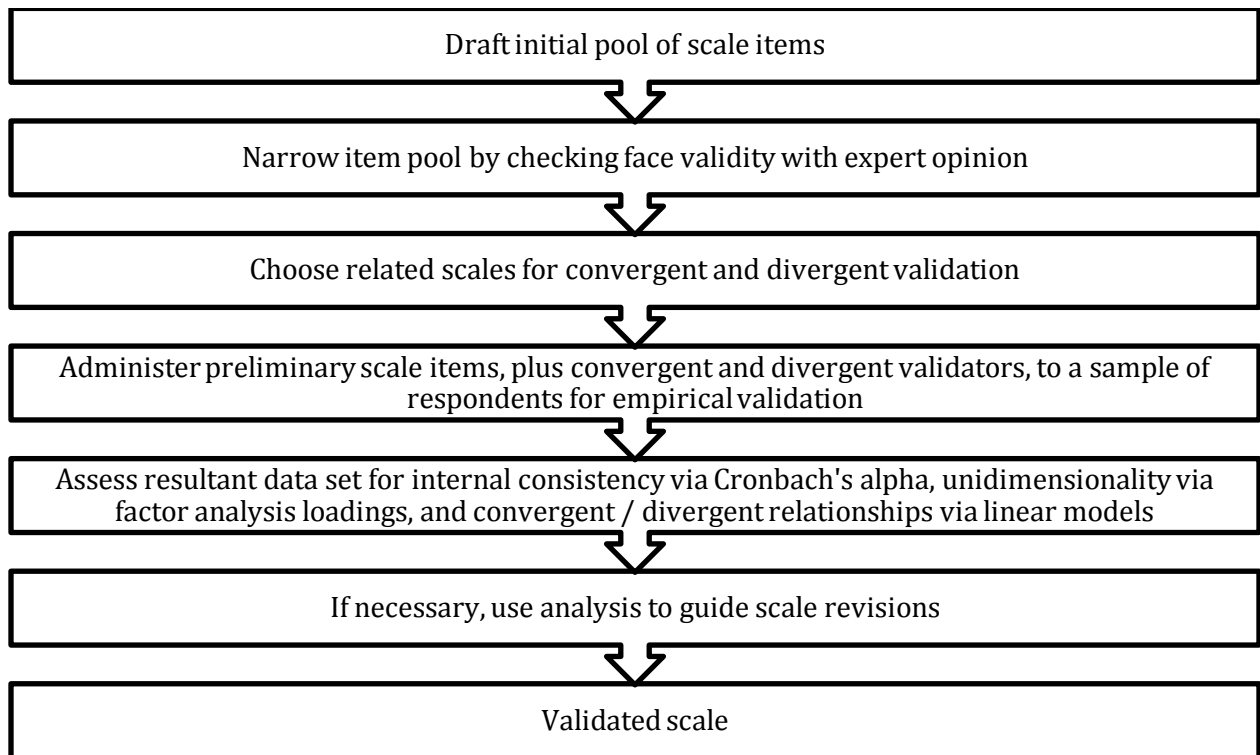 Draft initial pool of scale items
Narrow item pool by checking face validity with expert opinion
Choose related scales for convergent and divergent validation
Administer preliminary scale items, plus convergent and divergent validators, to a sample of
respondents for empirical validation
Assess resultant data set for internal consistency via Cronbach's alpha, unidimensionality via
factor analysis loadings, and convergent / divergent relationships via linear models
If necessary, use analysis to guide scale revisions
Validated scale